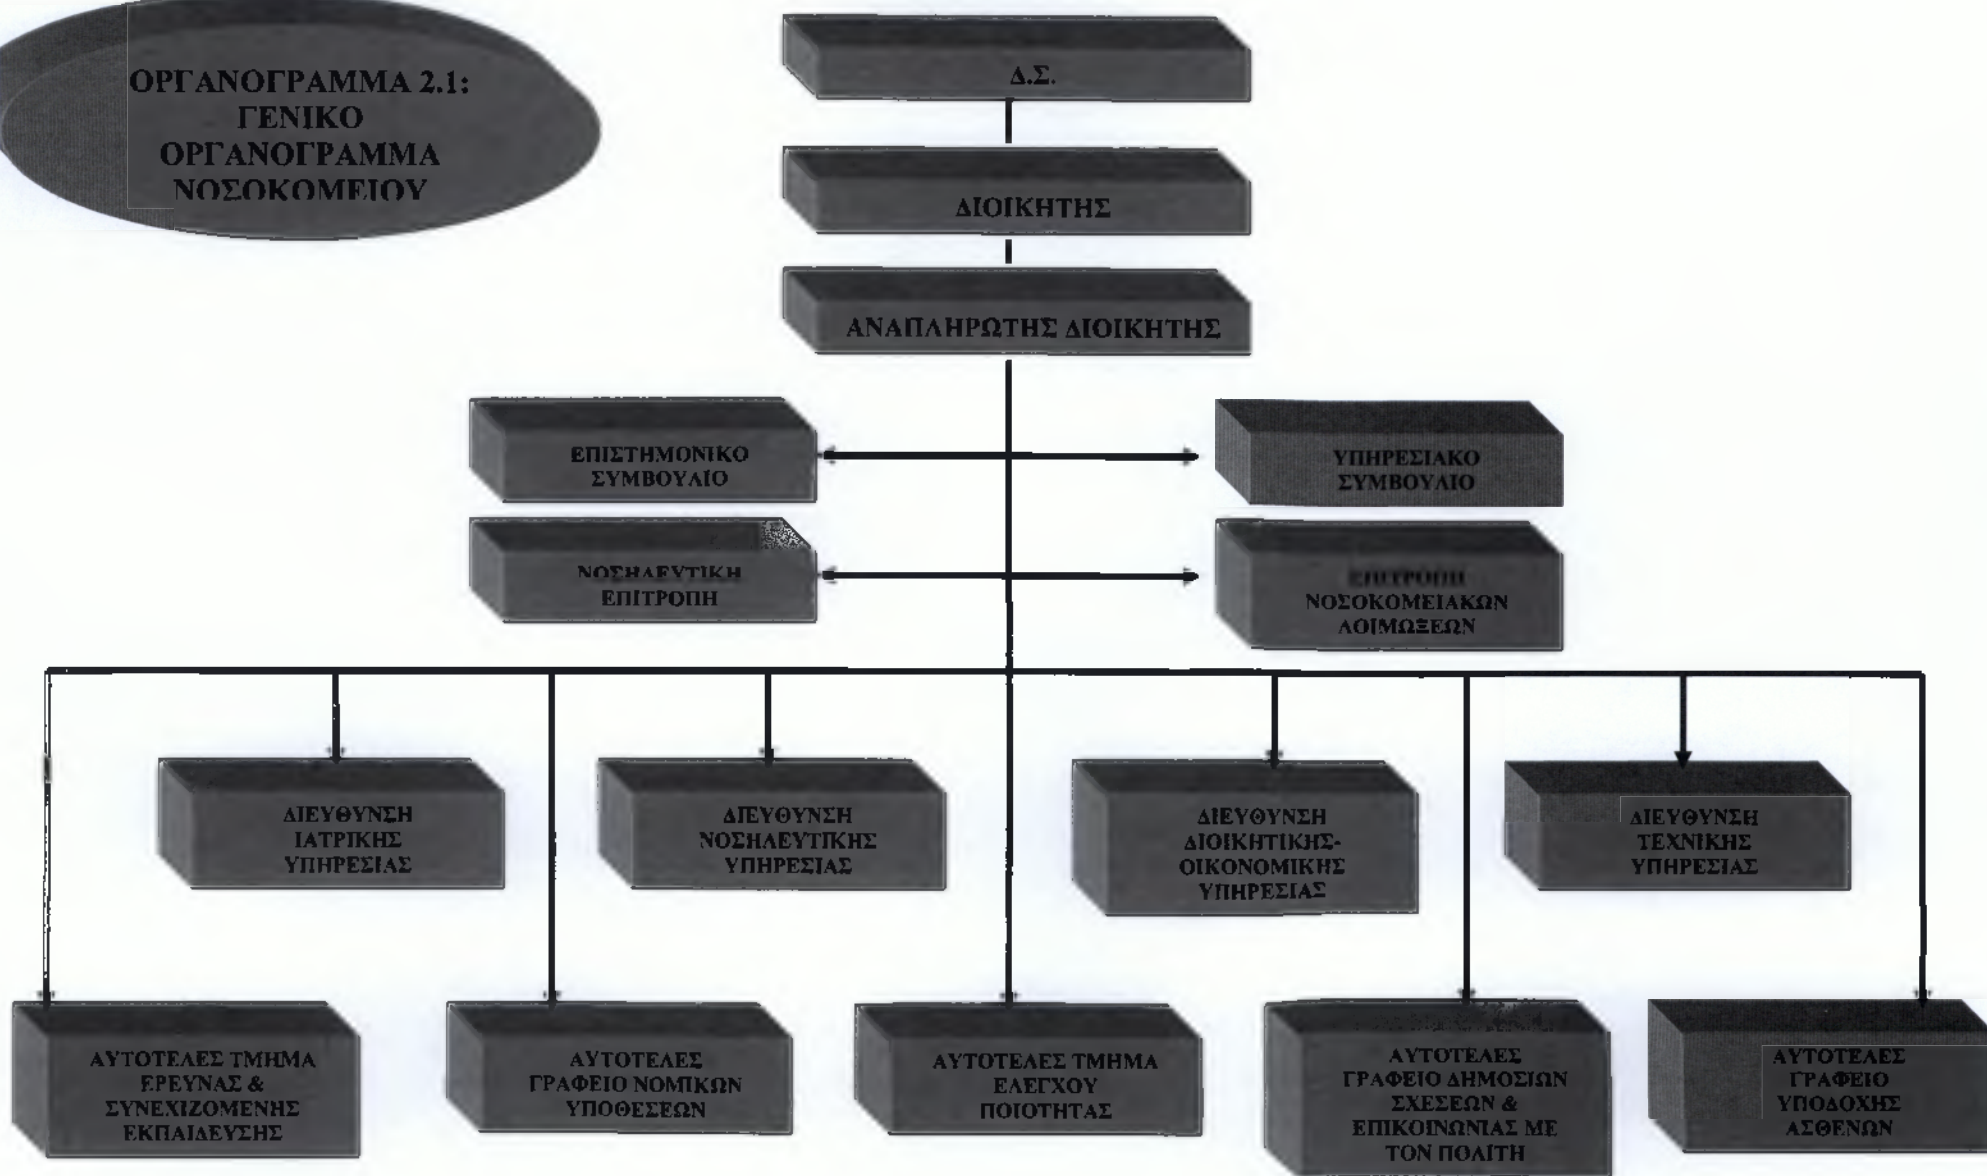 ΟΡΓΑΝΟΓΡΑΜΜΑ 2.1:
ΓΕΝΙΚΟ
ΟΡΓΑΝΟΓΡΑΜΜΑ
ΝΟΣΟΚΟΜΕΙΟΥ
Δ.Σ.
ΔΙΟΙΚΗΤΗΣ
ΑΝΑΠΛΗΡΩΤΗΣ ΔΙΟΙΚΗΤΗΣ
ΕΠΙΣΤΗΜΟΝΙΚΟ
ΣΥΜΒΟΥΛΙΟ
ΥΠΗΡΕΣΙΑΚΟ
ΣΥΜΒΟΥΛΙΟ
ΝΟΣΗΛΕΥΤΙΚΗ
ΕΠΙΤΡΟΠΗ
ΕΠΙΤΡΟΠΗ
ΝΟΣΟΚΟΜΕΙΑΚΩΝ
ΛΟΙΜΩΞΕΩΝ
ΔΙΕΥΘΥΝΣΗ
ΙΑΤΡΙΚΗΣ
ΥΠΗΡΕΣΙΑΣ
ΔΙΕΥΘΥΝΣΗ
ΝΟΣΗΛΕΥΤΙΚΗΣ
ΥΠΗΡΕΣΙΑΣ
ΔΙΕΥΘΥΝΣΗ
ΔΙΟΙΚΗΤΙΚΗΣ-
ΟΙΚΟΝΟΜΙΚΗΣ
ΥΠΗΡΕΣΙΑΣ
ΔΙΕΥΘΥΝΣΗ
ΤΕΧΝΙΚΗΣ
ΥΠΗΡΕΣΙΑΣ
ΑΥΤΟΤΕΛΕΣ ΤΜΗΜΑ
ΕΡΕΥΝΑΣ &
ΣΥΝΕΧΙΖΟΜΕΝΗΣ
ΕΚΠΑΙΔΕΥΣΗΣ
ΑΥΤΟΤΕΛΕΣ
ΓΡΑΦΕΙΟ ΝΟΜΙΚΩΝ
ΥΠΟΘΕΣΕΩΝ
ΑΥΤΟΤΕΛΕΣ ΤΜΗΜΑ
ΕΛΕΓΧΟΥ
ΠΟΙΟΤΗΤΑΣ
ΑΥΤΟΤΕΛΕΣ
ΓΡΑΦΕΙΟ ΔΗΜΟΣΙΩΝ
ΣΧΕΣΕΩΝ &
ΕΠΙΚΟΙΝΩΝΙΑΣ ΜΕ
ΤΟΝ ΠΟΛΙΤΗ
ΑΥΤΟΤΕΛΕΣ
ΓΡΑΦΕΙΟ
ΥΠΟΔΟΧΗΣ
ΑΣΘΕΝΩΝ